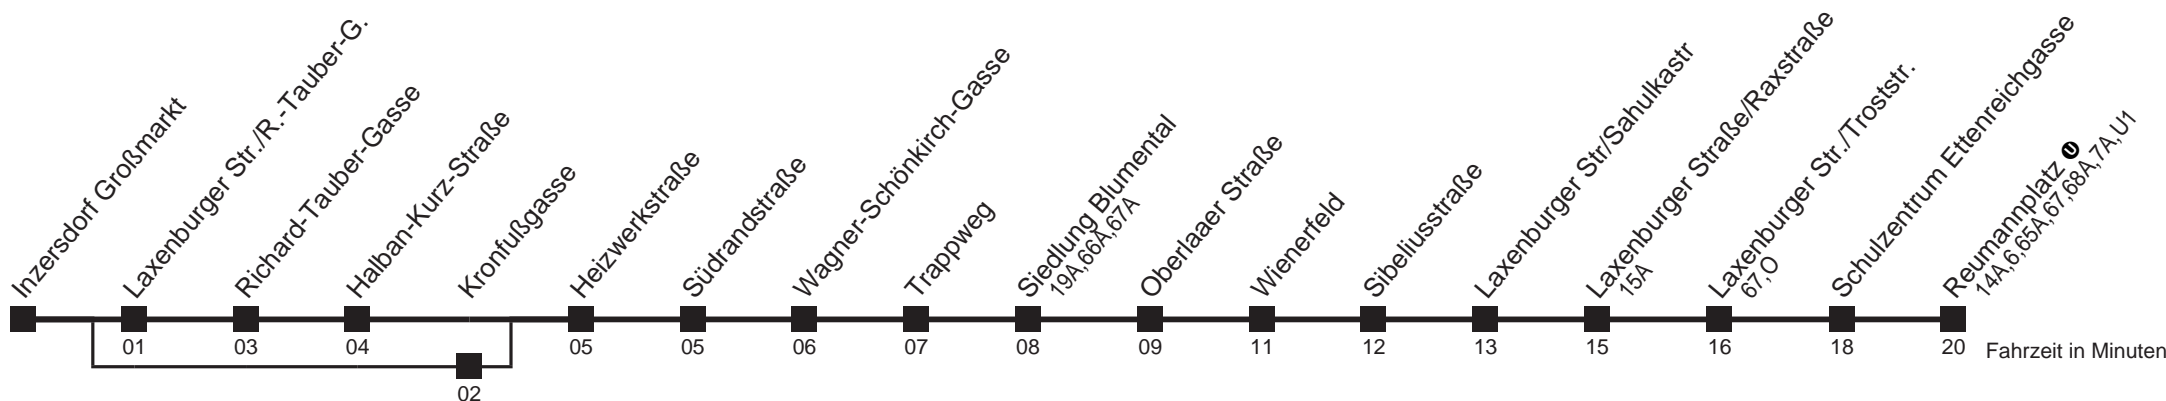 Inzersdorf Großmarkt
Laxenburger Str./R.-Tauber-G.
Richard-Tauber-Gasse
Halban-Kurz-Straße
Kronfußgasse
Heizwerkstraße
Südrandstraße
Wagner-Schönkirch-Gasse
Trappweg
Siedlung Blumental
19A,66A,67A
Oberlaaer Straße
Wienerfeld
Sibeliusstraße
Laxenburger Str/Sahulkastr
Laxenburger Straße/Raxstraße
15A
Laxenburger Str./Troststr.
67,O
Schulzentrum Ettenreichgasse
Reumannplatz U
14A,6,65A,67,68A,7A,U1
01 03 04 05 05 06 07 08 09 11 12 13 15 16 18 20 Fahrzeit in Minuten
02